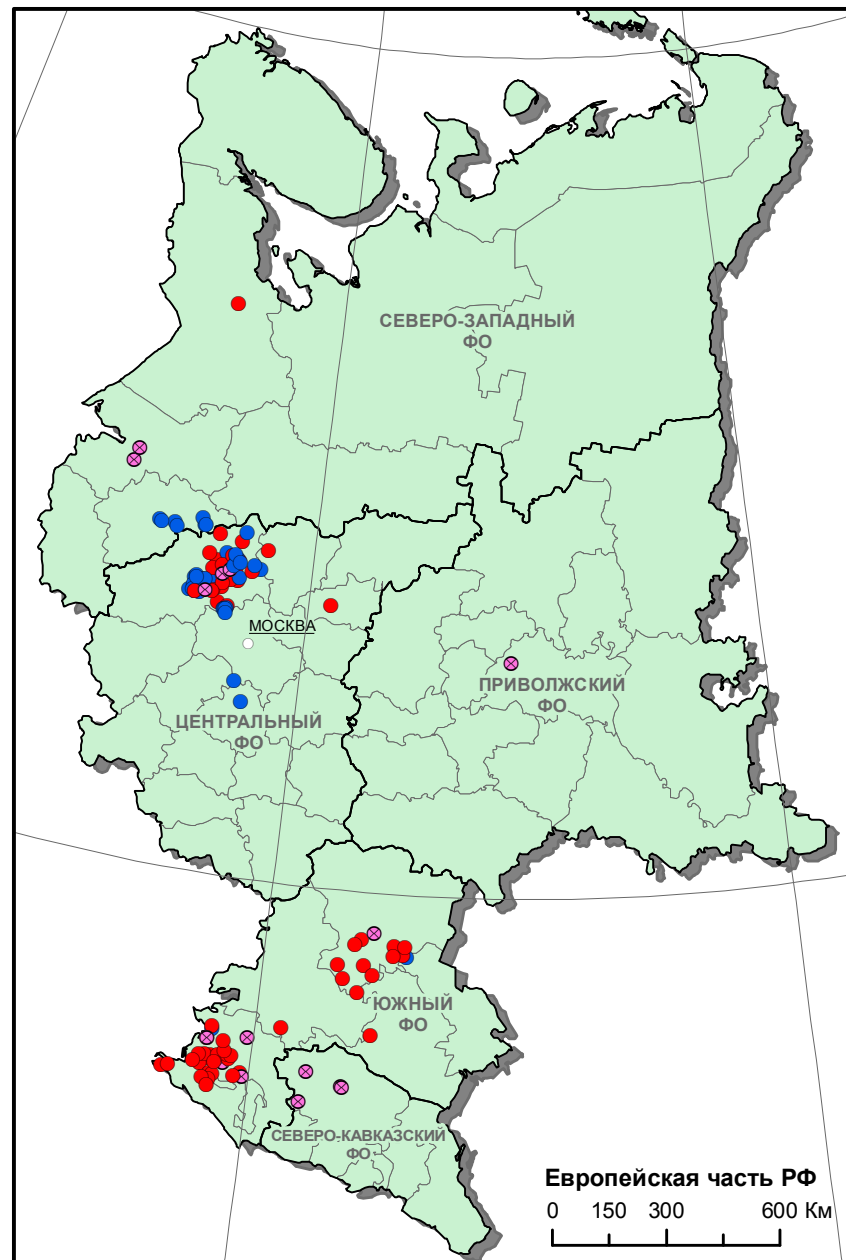 СЕВЕРО-ЗАПАДНЫЙ
ФО
МОСКВА
ПРИВОЛЖСКИЙ
ФО
ЦЕНТРАЛЬНЫЙ
ФО
ЮЖНЫЙ
ФО
СЕВЕРО-КАВКАЗСКИЙ
ФО
Европейская часть РФ
0 150 300 600 Км